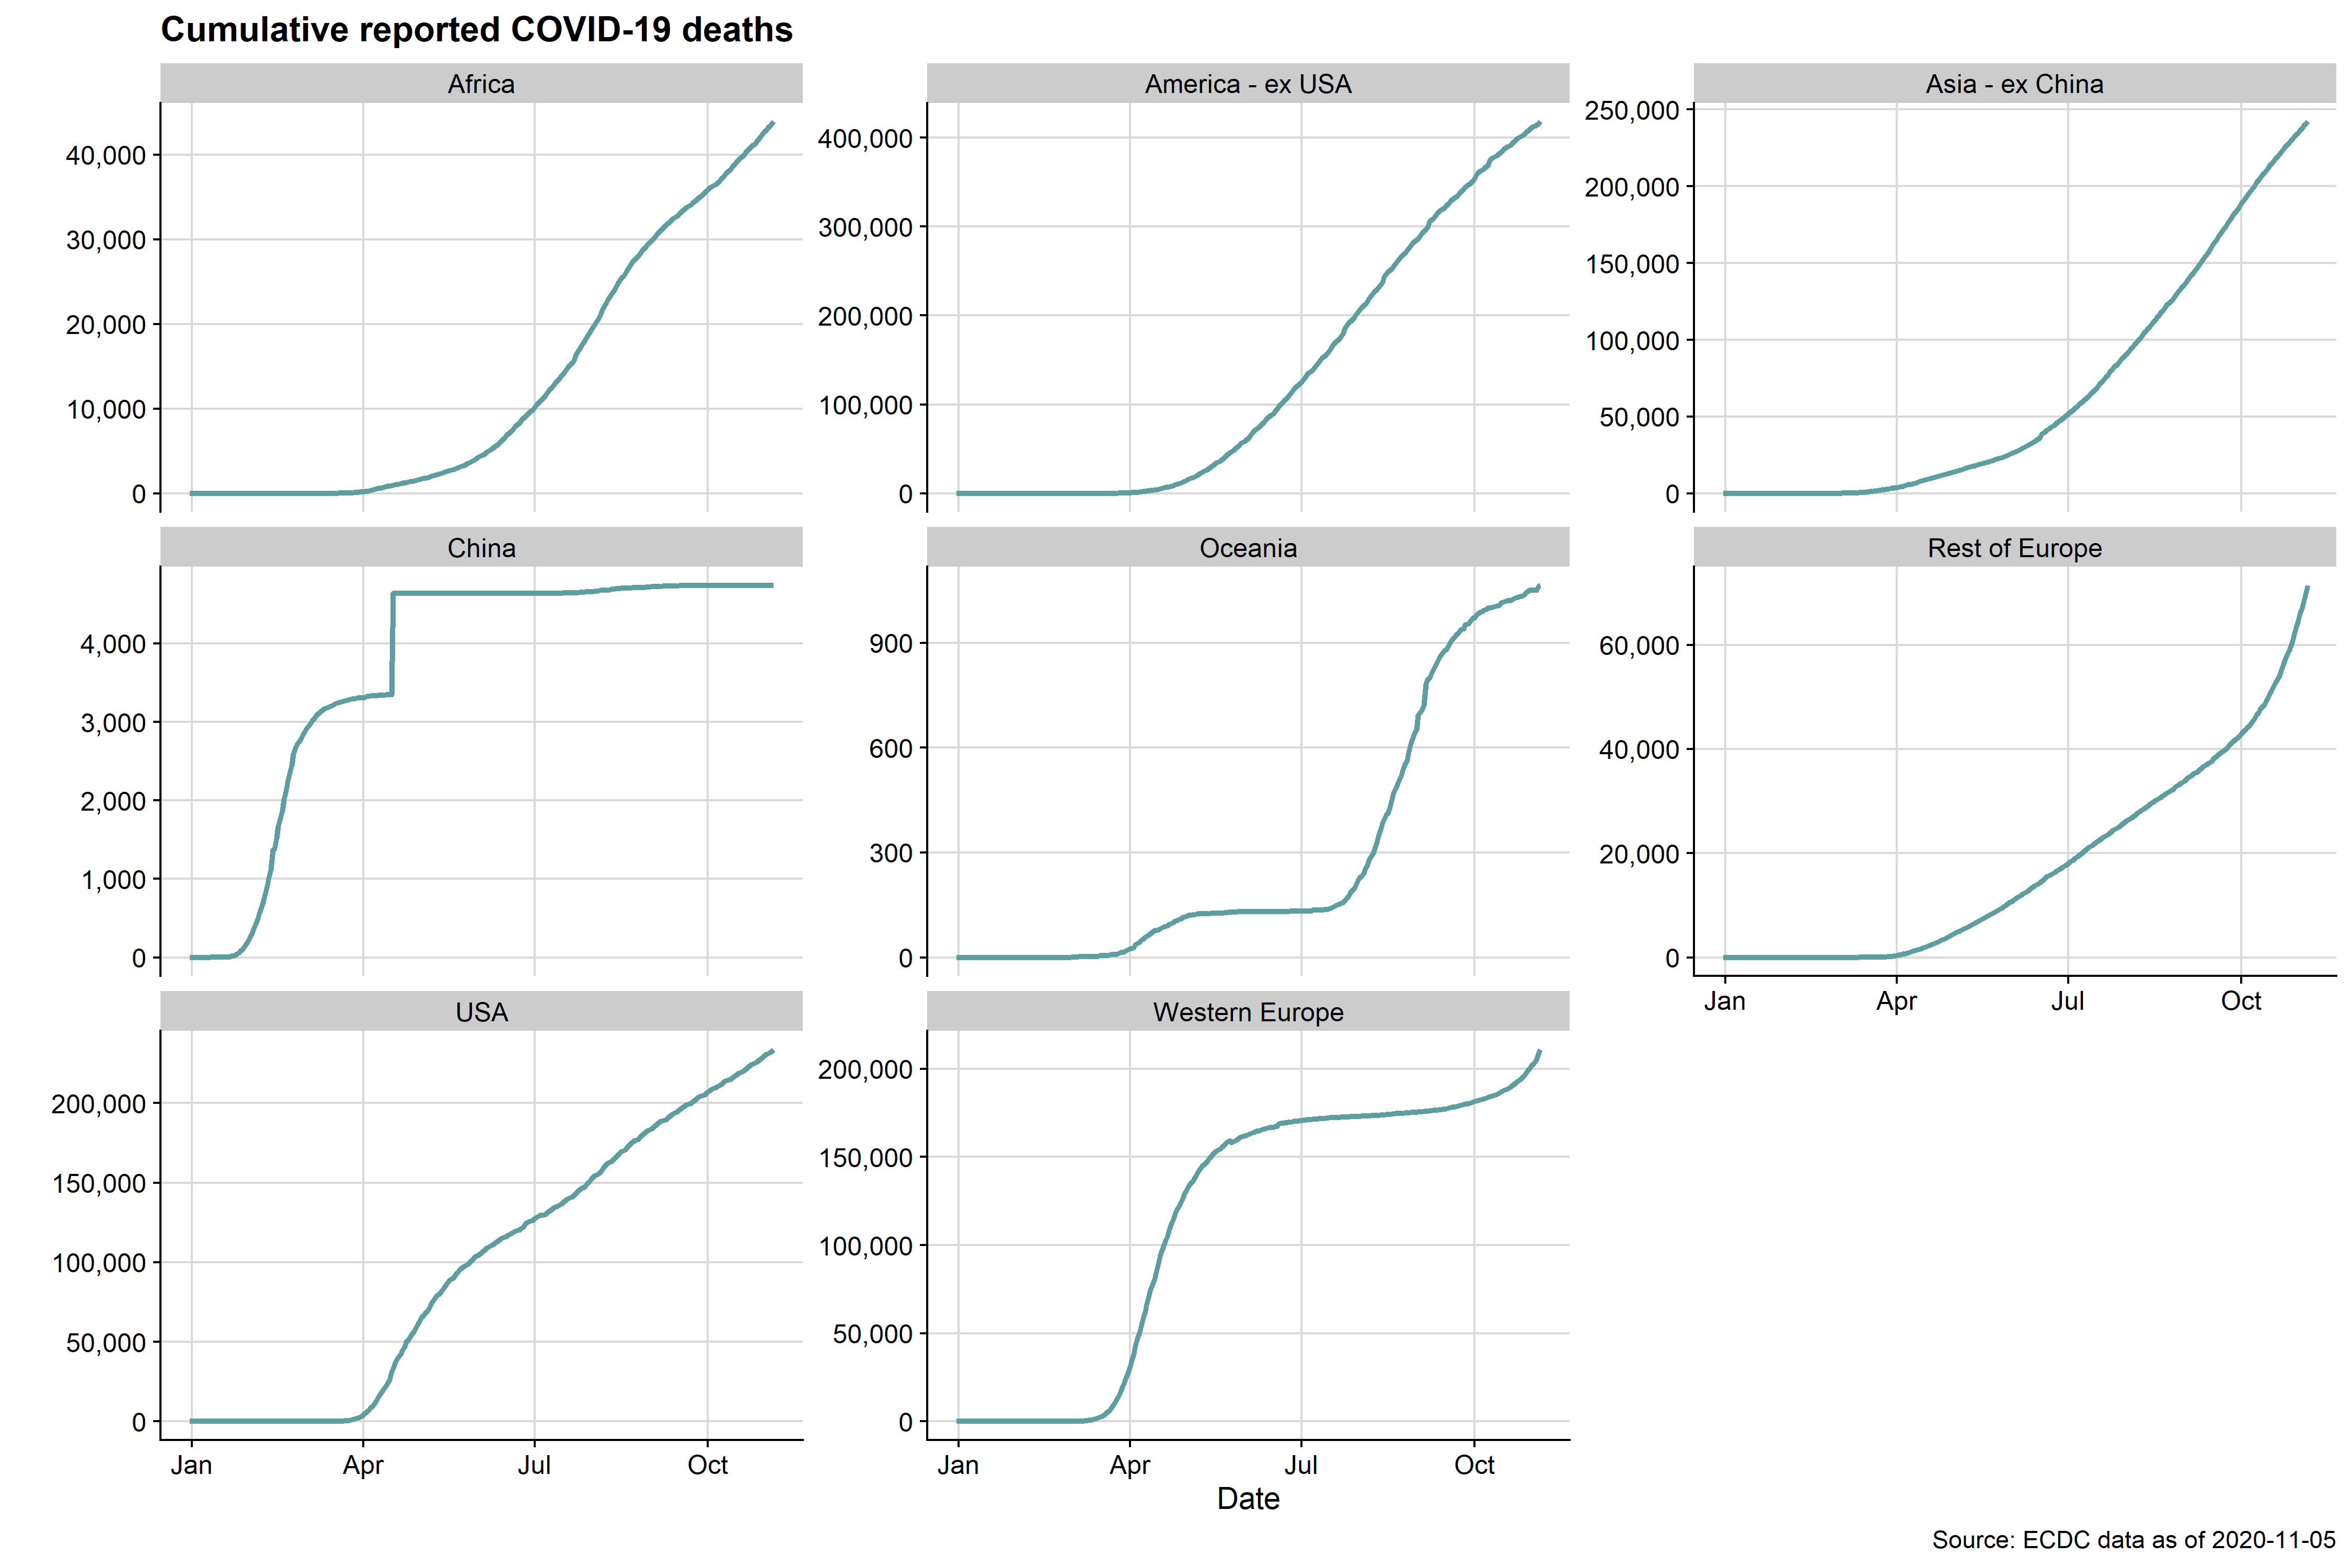 Cumulative reported COVID-19 deaths
Africa
America - ex USA
Asia - ex China
40,000
30,000
20,000
10,000
0
400,000
300,000
200,000
100,000
0
250,000
200,000
150,000
100,000
50,000
0
China
Oceania
Rest of Europe
4,000
3,000
2,000
1,000
0
900
600
300
0
60,000
40,000
20,000
0
Jan Apr Jul Oct
USA
Western Europe
200,000
150,000
100,000
50,000
0
200,000
150,000
100,000
50,000
0
Jan Apr Jul Oct
Jan Apr Jul Oct
Date
Source: ECDC data as of 2020-11-05